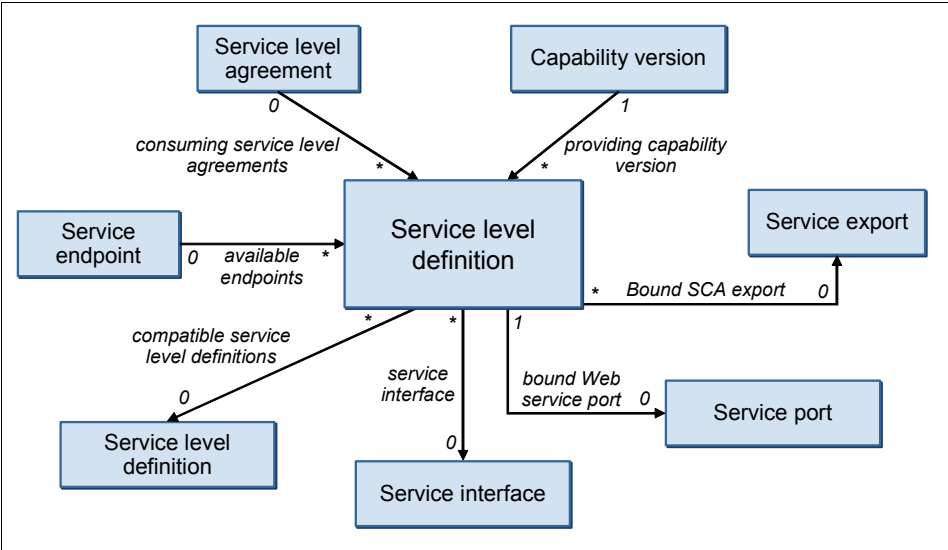 Service level
agreement
Capability version
0
1
consuming service level
agreements
*
*
providing capability
version
Service
endpoint
Service level
definition
Service export
0
available
endpoints
*
*
Bound SCA export
0
compatible service
level definitions
*
*
1
service
interface
bound Web
service port
0
0
0
Service port
Service level
definition
Service interface